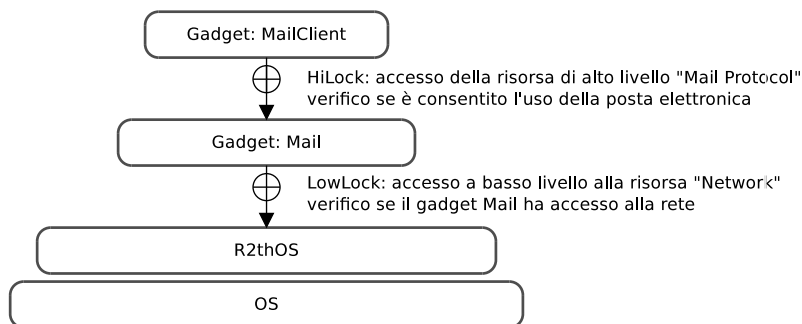 Gadget: MailClient
HiLock: accesso della risorsa di alto livello "Mail Protocol"
verifico se è consentito l'uso della posta elettronica
Gadget: Mail
LowLock: accesso a basso livello alla risorsa "Network"
verifico se il gadget Mail ha accesso alla rete
R2thOS
OS